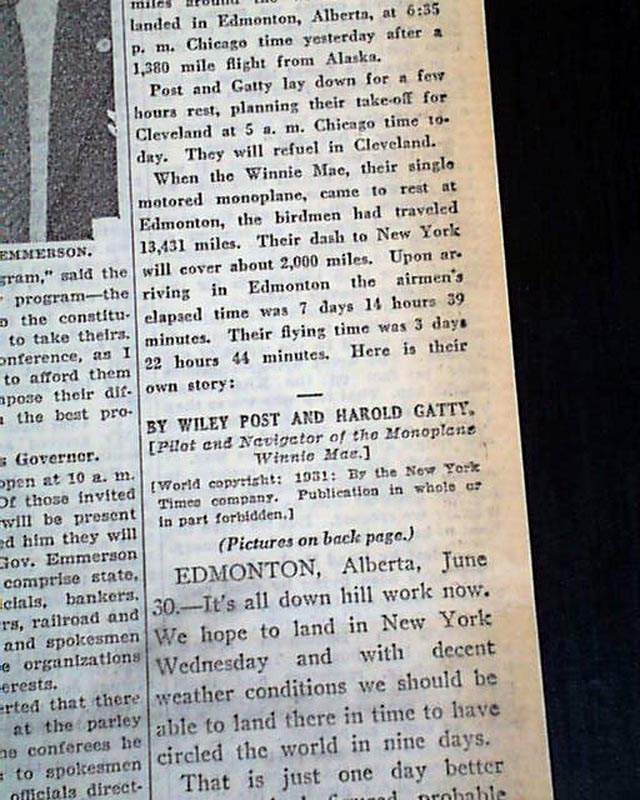 EMMERSON.
gram," said the
program—the
the constitu-
to take theirs.
onference, as I
to afford them
pose their dif-
the best pro-
s Governor.
open at 10 a. m.
Of those invited
will be present
ed him they will
Gov. Emmerson
comprise state,
cials, bankers,
rs, railroad and
and spokesmen
e organizations
erests.
erted that there
at the parley
conferees he
to spokesmen
officials direct-
miles around the
landed in Edmonton, Alberta, at 6:35
p. m. Chicago time yesterday after a
1,380 mile flight from Alaska.
Post and Gatty lay down for a few
hours rest, planning their take-off for
Cleveland at 5 a. m. Chicago time to-
day. They will refuel in Cleveland.
When the Winnie Mae, their single
motored monoplane, came to rest at
Edmonton, the birdmen had traveled
13,431 miles. Their dash to New York
will cover about 2,000 miles. Upon ar-
riving in Edmonton the airmen's
elapsed time was 7 days 14 hours 39
minutes. Their flying time was 3 days
22 hours 44 minutes. Here is their
own story:
BY WILEY POST AND HAROLD GATTY.
[Pilot and Navigator of the Monoplane
Winnie Mae.]
[World copyright: 1931: By the New York
Times company. Publication in whole or
in part forbidden.]
(Pictures on back page.)
EDMONTON, Alberta, June
30.—It's all down hill work now.
We hope to land in New York
Wednesday and with decent
weather conditions we should be
able to land there in time to have
circled the world in nine days.
That is just one day better
probable